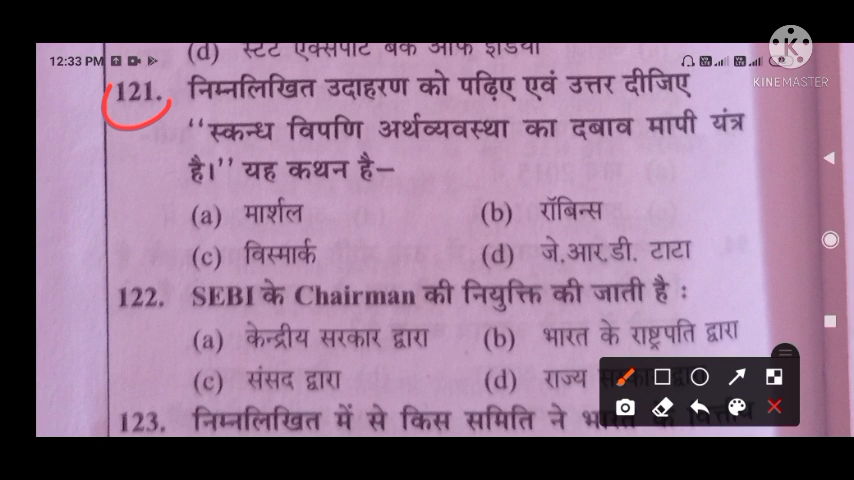 (d) स्टेट एक्सपोर्ट बैंक ऑफ इंडिया
12:33 PM
K
KINEMASTER
121. निम्नलिखित उदाहरण को पढ़िए एवं उत्तर दीजिए
‘‘स्कन्ध विपणि अर्थव्यवस्था का दबाव मापी यंत्र
है।’’ यह कथन है–
(a) मार्शल (b) रॉबिन्स
(c) विस्मार्क (d) जे.आर.डी. टाटा
122. SEBI के Chairman की नियुक्ति की जाती है :
(a) केन्द्रीय सरकार द्वारा (b) भारत के राष्ट्रपति द्वारा
(c) संसद द्वारा (d) राज्य
123. निम्नलिखित में से किस समिति ने भारत के वित्तीय